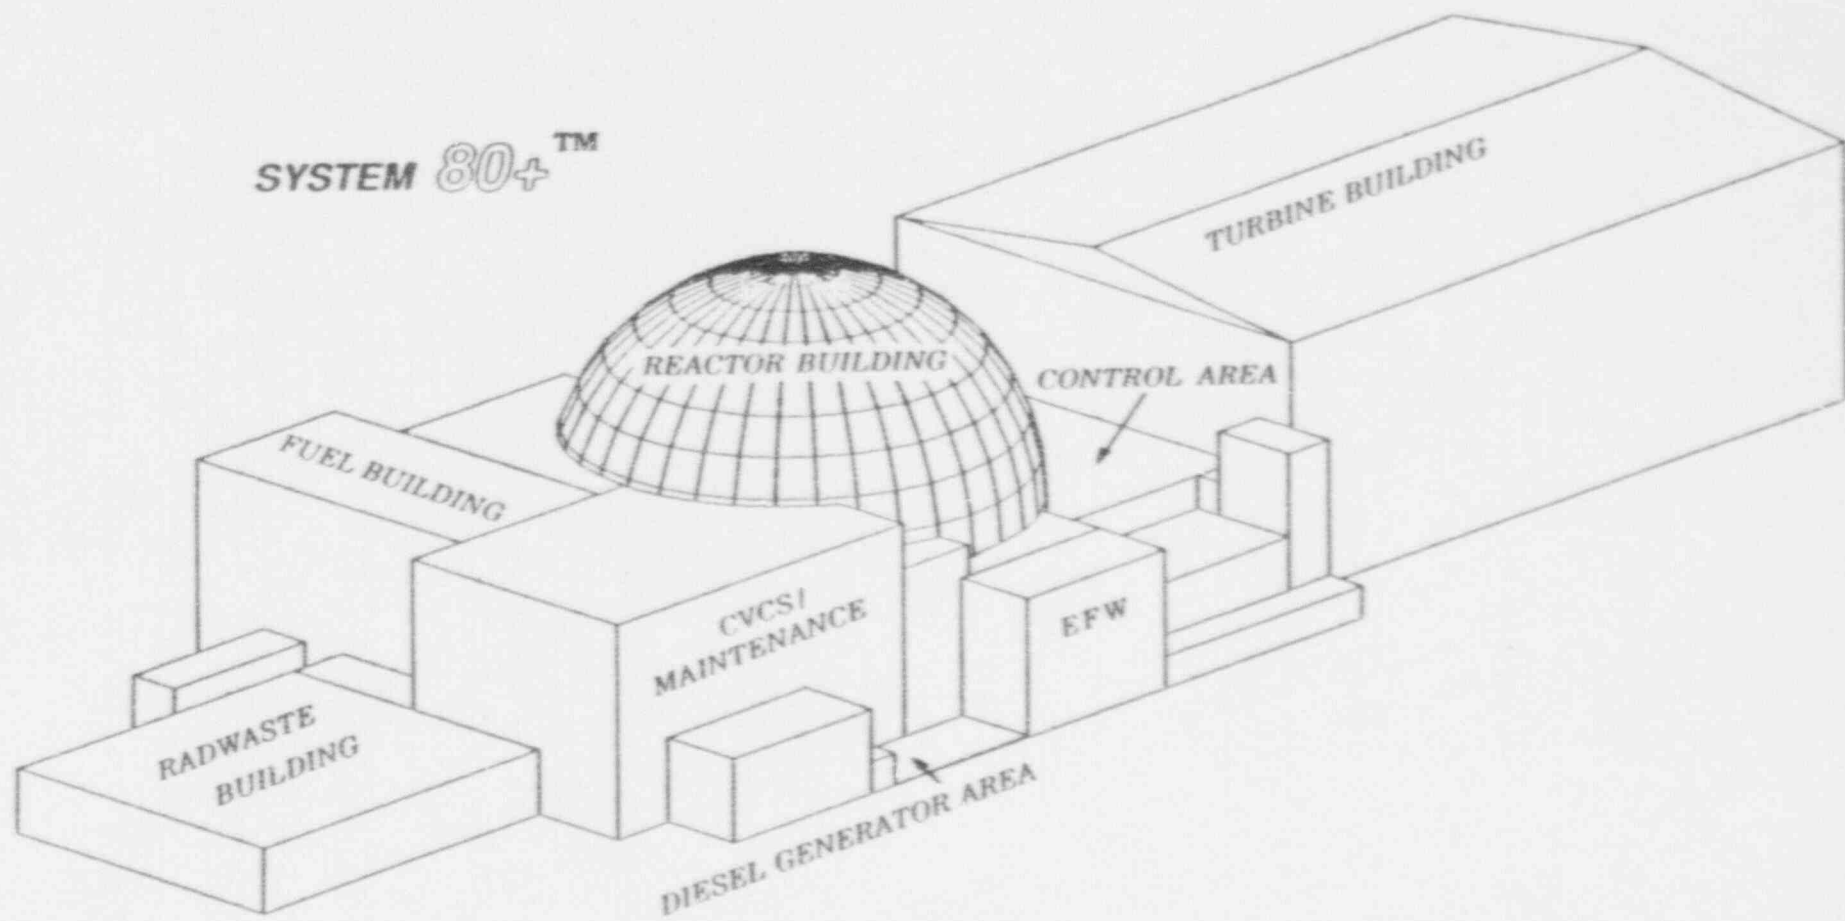 SYSTEM 80+™
TURBINE BUILDING
REACTOR BUILDING
CONTROL AREA
FUEL BUILDING
CVCS/
MAINTENANCE
EFW
RADWASTE
BUILDING
DIESEL GENERATOR AREA